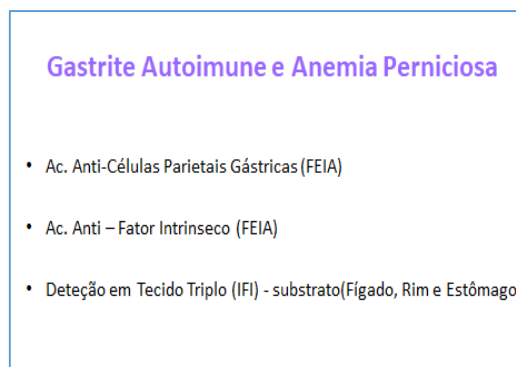 Gastrite Autoimune e Anemia Perniciosa
• Ac. Anti-Células Parietais Gástricas (FEIA)
• Ac. Anti – Fator Intrinseco (FEIA)
• Deteção em Tecido Triplo (IFI) - substrato(Fígado, Rim e Estômago